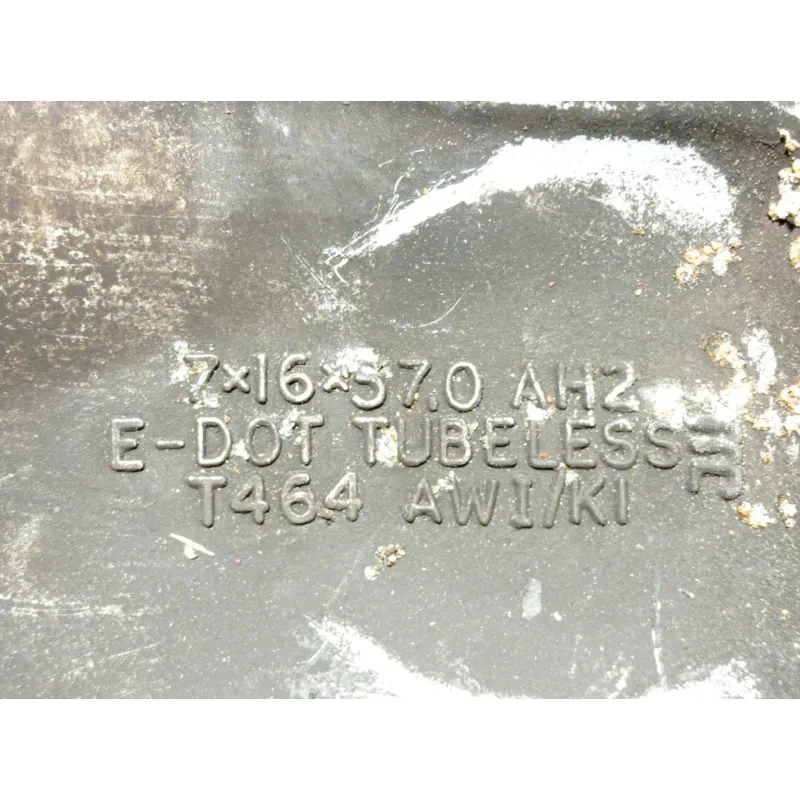 7×16×57.0 AH2
E-DOT TUBELESS
T464 AWI/KI